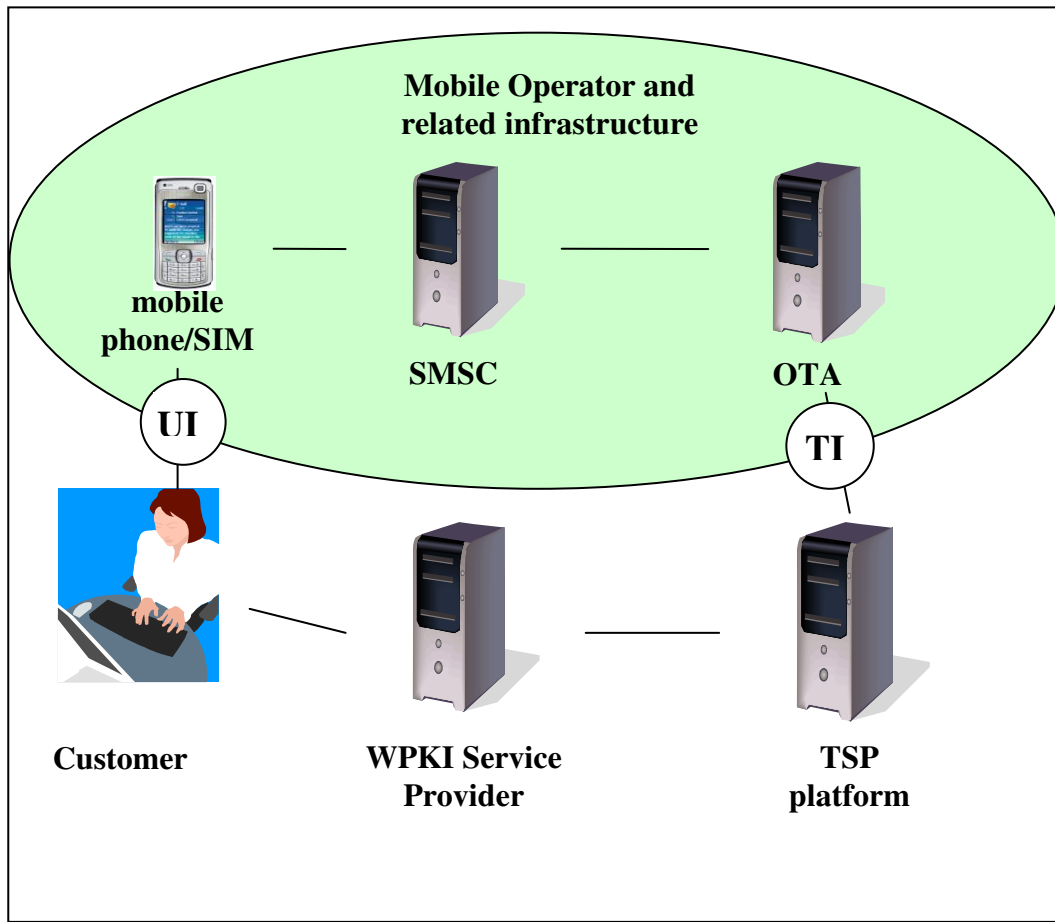 Mobile Operator and
related infrastructure
mobile
phone/SIM
SMSC
OTA
UI
TI
Customer
WPKI Service
Provider
TSP
platform